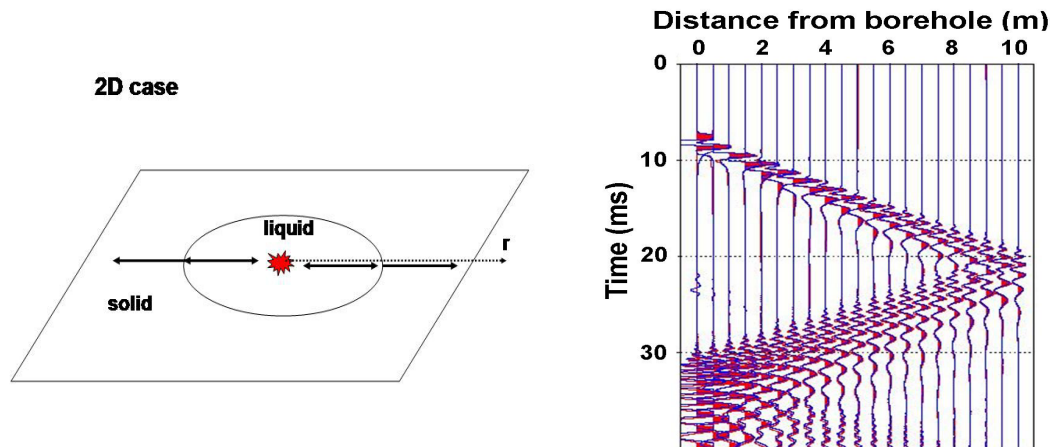 2D case
liquid
r
solid
Distance from borehole (m)
0 2 4 6 8 10
Time (ms)
0
10
20
30